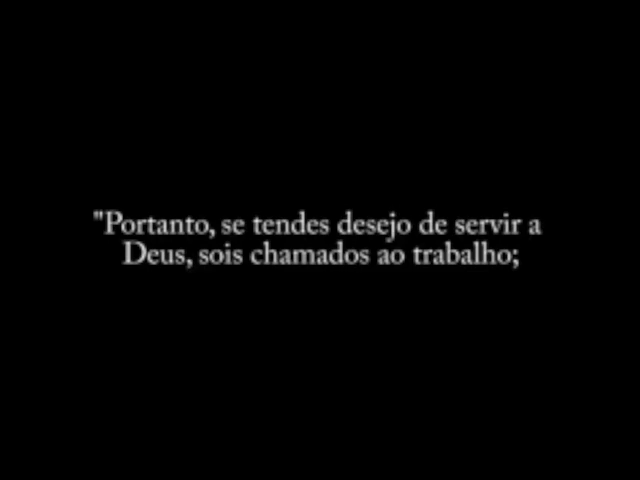 "Portanto, se tendes desejo de servir a
Deus, sois chamados ao trabalho;